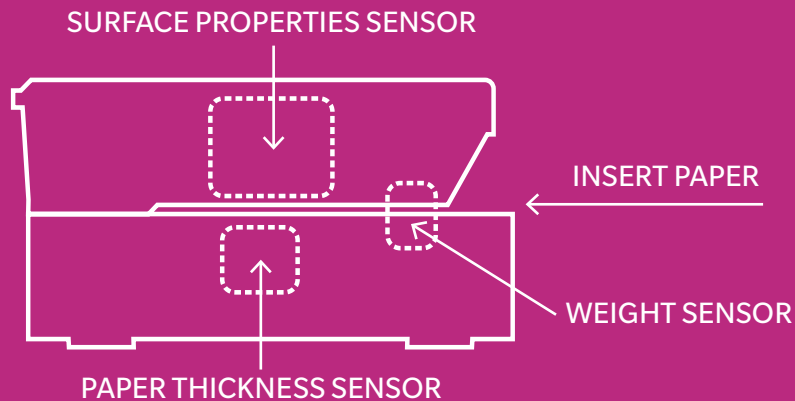 SURFACE PROPERTIES SENSOR
INSERT PAPER
WEIGHT SENSOR
PAPER THICKNESS SENSOR